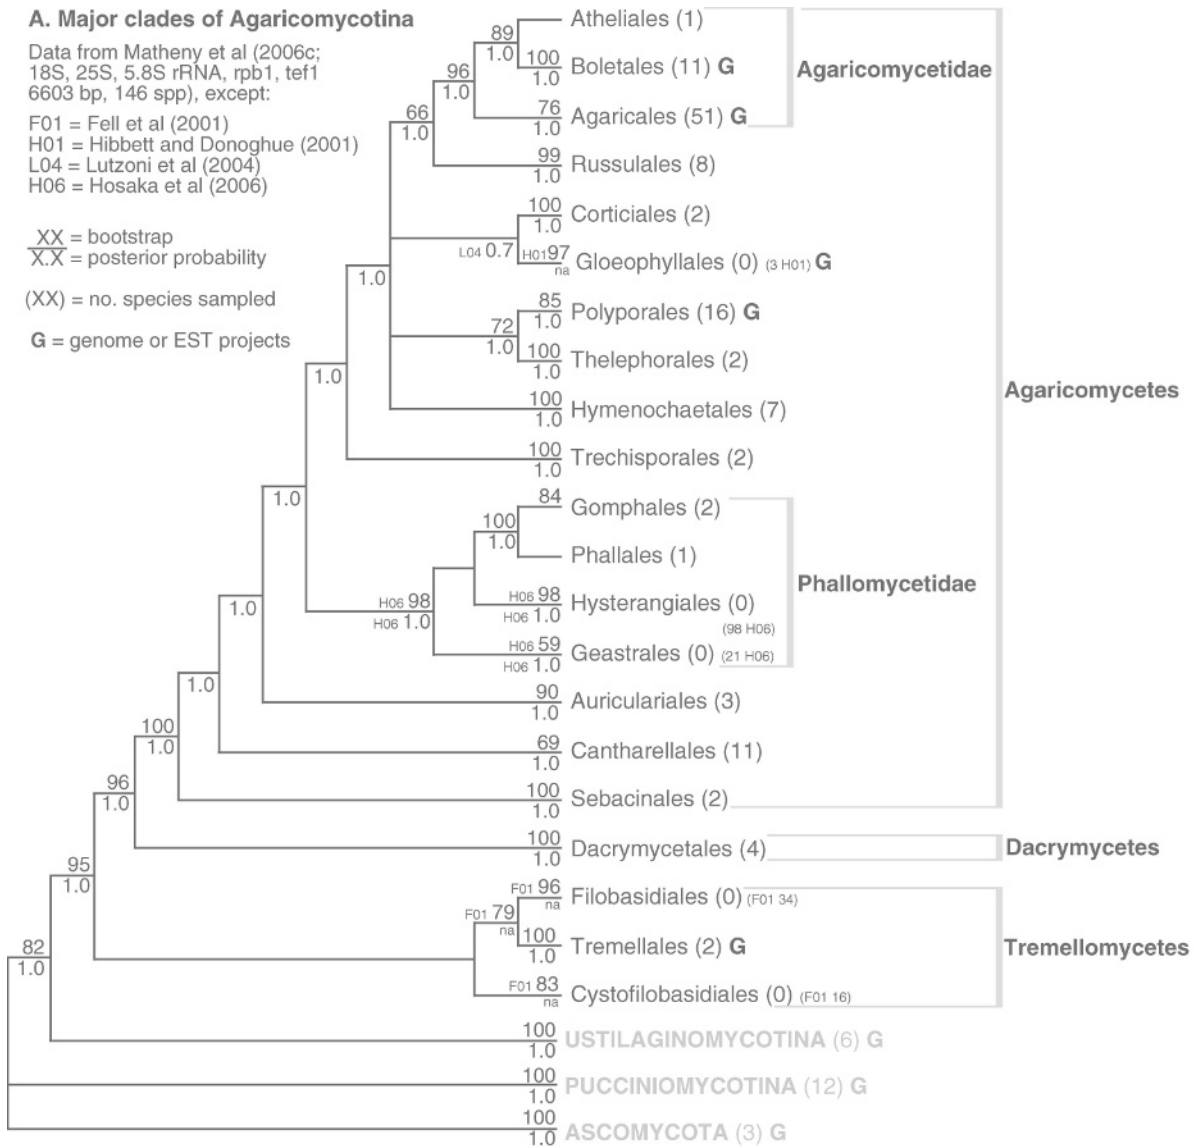 A. Major clades of Agaricomycotina
Data from Matheny et al (2006c;
18S, 25S, 5.8S rRNA, rpb1, tef1
6603 bp, 146 spp), except:
F01 = Fell et al (2001)
H01 = Hibbett and Donoghue (2001)
L04 = Lutzoni et al (2004)
H06 = Hosaka et al (2006)
XX = bootstrap
X.X = posterior probability
(XX) = no. species sampled
G = genome or EST projects
Atheliales (1)
89
1.0
100
1.0
Boletales (11) G
Agaricomycetidae
96
1.0
76
1.0
Agaricales (51) G
66
1.0
99
1.0
Russulales (8)
100
1.0
Corticiales (2)
L04 0.7
H01 97
na
Gloeophyllales (0) (3 H01) G
1.0
85
1.0
Polyporales (16) G
72
1.0
100
1.0
Thelephorales (2)
1.0
Agaricomycetes
100
1.0
Hymenochaetales (7)
100
1.0
Trechisporales (2)
1.0
84
Gomphales (2)
100
1.0
Phallales (1)
Phallomycetidae
H06 98
H06 1.0
H06 98
H06 1.0
Hysterangiales (0)
(98 H06)
H06 59
H06 1.0
Geastrales (0) (21 H06)
1.0
90
1.0
Auriculariales (3)
1.0
69
1.0
Cantharellales (11)
100
1.0
100
1.0
Sebacinales (2)
96
1.0
100
1.0
Dacrymycetales (4)
Dacrymycetes
95
1.0
F01 96
na
Filobasidiales (0) (F01 34)
F01 79
na
100
1.0
Tremellales (2) G
Tremellomycetes
82
1.0
F01 83
na
Cystofilobasidiales (0) (F01 16)
100
1.0
USTILAGINOMYCOTINA (6) G
100
1.0
PUCCINIOMYCOTINA (12) G
100
1.0
ASCOMYCOTA (3) G